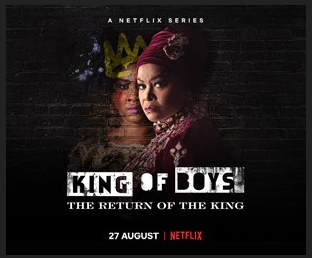 A NETFLIX SERIES
KING OF BOYS
THE RETURN OF THE KING
27 AUGUST | NETFLIX